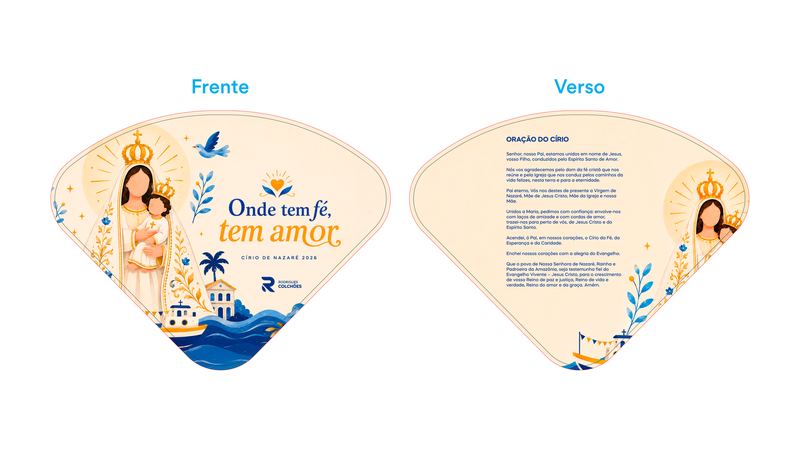 Frente
Onde tem fé,
tem amor
CÍRIO DE NAZARÉ 2026
RODRIGUES
COLCHÕES
Verso
ORAÇÃO DO CÍRIO
Senhor, nosso Pai, estamos unidos em nome de Jesus,
vosso Filho, conduzidos pelo Espírito Santo de Amor.
Nós vos agradecemos pelo dom da fé cristã que nos
reúne e pela Igreja que nos conduz pelos caminhos da
vida felizes, nesta terra e para a eternidade.
Pai eterno, Vós nos destes de presente a Virgem de
Nazaré, Mãe de Jesus Cristo, Mãe da Igreja e nossa
Mãe.
Unidos a Maria, pedimos com confiança: envolve-nos
com laços de amizade e com cordas de amor,
trazei-nos para perto de vós, de Jesus Cristo e do
Espírito Santo.
Acendei, ó Pai, em nossos corações, o Círio da Fé, da
Esperança e da Caridade.
Enchei nossos corações com a alegria do Evangelho.
Que o povo de Nossa Senhora de Nazaré, Rainha e
Padroeira da Amazônia, seja testemunha fiel do
Evangelho Vivente - Jesus Cristo, para o crescimento
de vosso Reino de paz e justiça, Reino de vida e
verdade, Reino do amor e da graça. Amém.